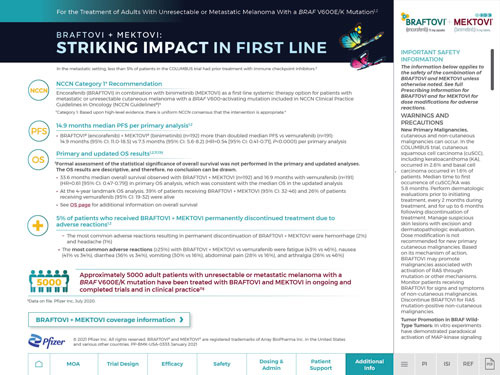 For the Treatment of Adults With Unresectable or Metastatic Melanoma With a BRAF V600E/K Mutation¹,²
BRAFTOVI + MEKTOVI:
STRIKING IMPACT IN FIRST LINE
In the metastatic setting, less than 5% of patients in the COLUMBUS trial had prior treatment with immune checkpoint inhibitors.³
NCCN
NCCN Category 1* Recommendation
Encorafenib (BRAFTOVI) in combination with binimetinib (MEKTOVI) as a first line systemic therapy option for patients with
metastatic or unresectable cutaneous melanoma with a BRAF V600-activating mutation included in NCCN Clinical Practice
Guidelines in Oncology (NCCN Guidelines®)⁴
*Category 1: Based upon high-level evidence; there is uniform NCCN consensus that the intervention is appropriate.
PFS
14.9 months median PFS per primary analysis
• BRAFTOVI® (encorafenib) + MEKTOVI® (binimetinib) (n=192) more than doubled median PFS vs vemurafenib (n=191)
14.9 months (95% CI: 11.0-18.5) vs 7.3 months (95% CI: 5.6-8.2) (HR=0.54 [95% CI: 0.41-0.71], P<0.0001) per primary analysis
OS
Primary and updated OS results
Formal assessment of the statistical significance of overall survival was not performed in the primary and updated analyses.
The OS results are descriptive, and therefore, no conclusion can be drawn.
• 33.6 months median overall survival observed with BRAFTOVI + MEKTOVI (n=192) and 16.9 months with vemurafenib (n=191)
(HR=0.61 [95% CI: 0.47-0.79]) in primary OS analysis, which was consistent with the median OS in the updated analysis
• At the 4-year landmark OS analysis, 39% of patients receiving BRAFTOVI + MEKTOVI (95% CI: 32-46) and 26% of patients
receiving vemurafenib (95% CI: 19-32) were alive
• See OS page for additional information on overall survival
5% of patients who received BRAFTOVI + MEKTOVI permanently discontinued treatment due to
adverse reactions¹,²
• The most common adverse reactions resulting in permanent discontinuation of BRAFTOVI + MEKTOVI were hemorrhage (2%)
and headache (1%)
• The most common adverse reactions (≥25%) with BRAFTOVI + MEKTOVI vs vemurafenib were fatigue (43% vs 46%), nausea
(41% vs 34%), diarrhea (36% vs 34%), vomiting (30% vs 16%), abdominal pain (28% vs 16%), and arthralgia (26% vs 46%)
5000
Approximately 5000 adult patients with unresectable or metastatic melanoma with a
BRAF V600E/K mutation have been treated with BRAFTOVI and MEKTOVI in ongoing and
completed trials and in clinical practice
†Data on file. Pfizer Inc, July 2020.
BRAFTOVI + MEKTOVI coverage information
Pfizer
© 2021 Pfizer Inc. All rights reserved. BRAFTOVI® and MEKTOVI® are registered trademarks of Array BioPharma Inc. in the United States
and various other countries. PP-BMK-USA-0303 January 2021
BRAFTOVI® + MEKTOVI®
(encorafenib) (binimetinib)
IMPORTANT SAFETY
INFORMATION
The information below applies to
the safety of the combination of
BRAFTOVI and MEKTOVI unless
otherwise noted. See full
Prescribing Information for
BRAFTOVI and for MEKTOVI for
dose modifications for adverse
reactions.
WARNINGS AND
PRECAUTIONS
New Primary Malignancies,
cutaneous and non-cutaneous
malignancies can occur. In the
COLUMBUS trial, cutaneous
squamous cell carcinoma (cuSCC),
including keratoacanthoma (KA),
occurred in 2.6% and basal cell
carcinoma occurred in 1.6% of
patients. Median time to first
occurrence of cuSCC/KA was
5.8 months. Perform dermatologic
evaluations prior to initiating
treatment, every 2 months during
treatment, and for up to 6 months
following discontinuation of
treatment. Manage suspicious
skin lesions with excision and
dermatopathologic evaluation.
Dose modification is not
recommended for new primary
cutaneous malignancies. Based
on its mechanism of action,
BRAFTOVI may promote
malignancies associated with
activation of RAS through
mutation or other mechanisms.
Monitor patients receiving
BRAFTOVI for signs and symptoms
of non-cutaneous malignancies.
Discontinue BRAFTOVI for RAS
mutation-positive non-cutaneous
malignancies.
Tumor Promotion in BRAF Wild-
Type Tumors. In vitro experiments
have demonstrated paradoxical
activation of MAP-kinase signaling
MOA
Trial Design
Efficacy
Safety
Dosing &
Admin
Patient
Support
Additional
Info
PI
ISI
REF